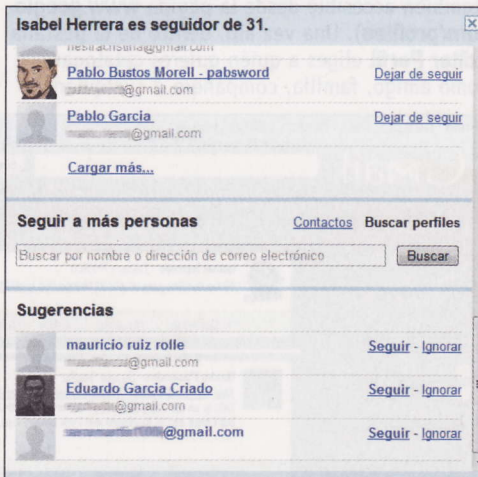 Isabel Herrera es seguidor de 31.
@gmail.com
Pablo Bustos Morell - pabsword Dejar de seguir
@gmail.com
Pablo Garcia Dejar de seguir
@gmail.com
Cargar más...
Seguir a más personas Contactos Buscar perfiles
Buscar por nombre o dirección de correo electrónico Buscar
Sugerencias
mauricio ruiz rolle Seguir - Ignorar
@gmail.com
Eduardo Garcia Criado Seguir - Ignorar
@gmail.com
@gmail.com Seguir - Ignorar